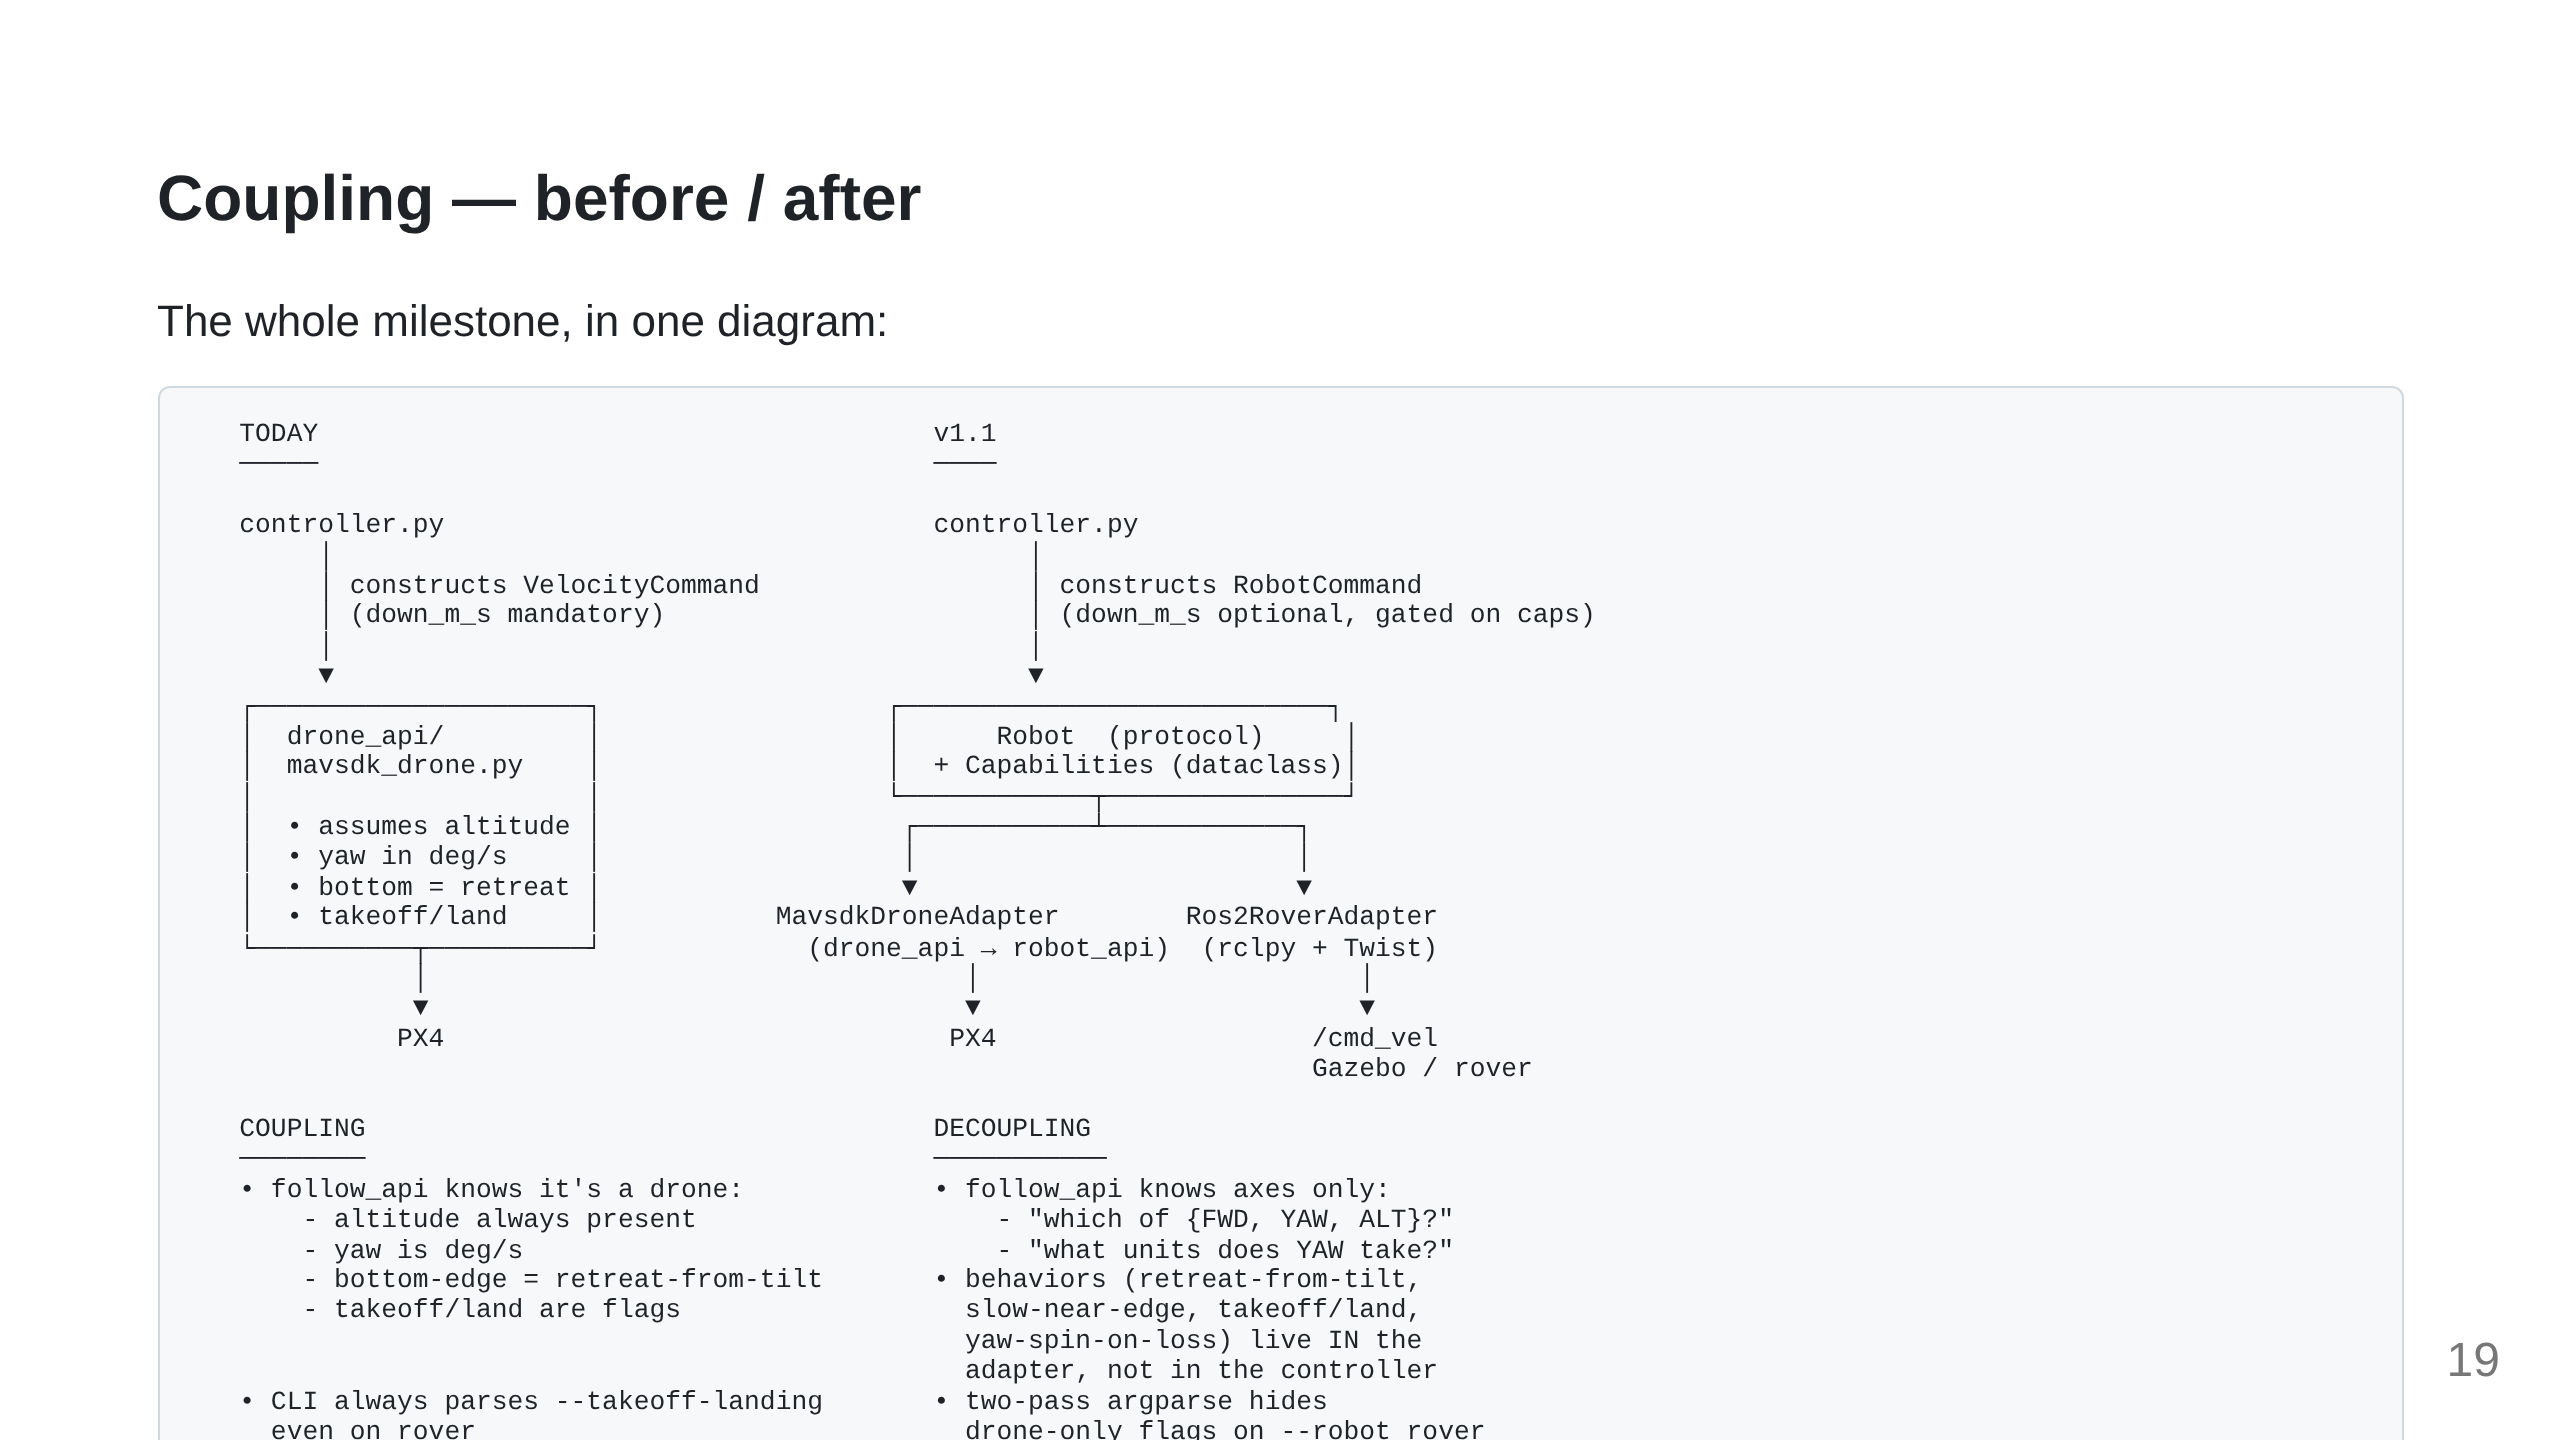 Coupling — before / after
The whole milestone, in one diagram:
TODAY
controller.py
constructs VelocityCommand
(down_m_s mandatory)
drone_api/
mavsdk_drone.py
• assumes altitude
• yaw in deg/s
• bottom = retreat
• takeoff/land
PX4
COUPLING
• follow_api knows it's a drone:
- altitude always present
- yaw is deg/s
- bottom-edge = retreat-from-tilt
- takeoff/land are flags
• CLI always parses --takeoff-landing
even on rover
v1.1
controller.py
constructs RobotCommand
(down_m_s optional, gated on caps)
Robot  (protocol)
+ Capabilities (dataclass)
MavsdkDroneAdapter
(drone_api → robot_api)
PX4
Ros2RoverAdapter
(rclpy + Twist)
/cmd_vel
Gazebo / rover
DECOUPLING
• follow_api knows axes only:
- "which of {FWD, YAW, ALT}?"
- "what units does YAW take?"
• behaviors (retreat-from-tilt,
slow-near-edge, takeoff/land,
yaw-spin-on-loss) live IN the
adapter, not in the controller
• two-pass argparse hides
drone-only flags on --robot rover
19